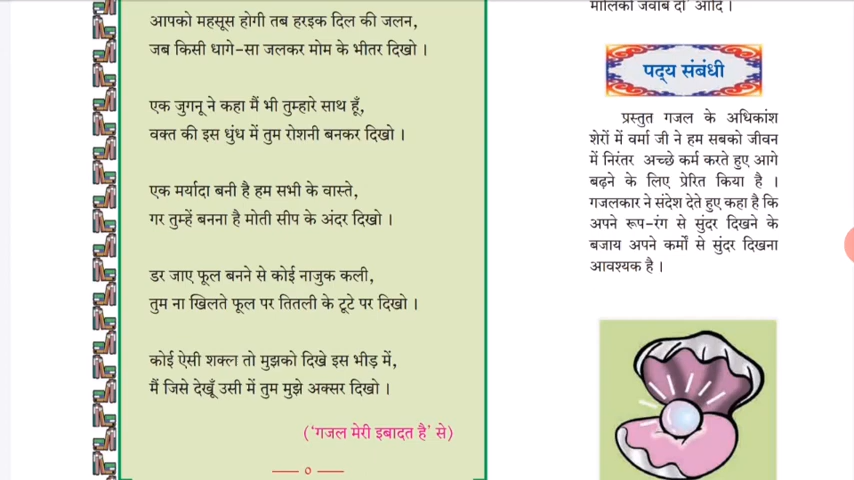 आपको महसूस होगी तब हरइक दिल की जलन,
जब किसी धागे-सा जलकर मोम के भीतर दिखो ।
एक जुगनू ने कहा मैं भी तुम्हारे साथ हूँ,
वक्त की इस धुंध में तुम रोशनी बनकर दिखो ।
एक मर्यादा बनी है हम सभी के वास्ते,
गर तुम्हें बनना है मोती सीप के अंदर दिखो ।
डर जाए फूल बनने से कोई नाजुक कली,
तुम ना खिलते फूल पर तितली के टूटे पर दिखो ।
कोई ऐसी शक्ल तो मुझको दिखे इस भीड़ में,
मैं जिसे देखूँ उसी में तुम मुझे अक्सर दिखो ।
('गजल मेरी इबादत है' से)
— ० —
मालिको जवाब दो' आदि ।
पद्य संबंधी
प्रस्तुत गजल के अधिकांश
शेरों में वर्मा जी ने हम सबको जीवन
में निरंतर अच्छे कर्म करते हुए आगे
बढ़ने के लिए प्रेरित किया है ।
गजलकार ने संदेश देते हुए कहा है कि
अपने रूप-रंग से सुंदर दिखने के
बजाय अपने कर्मों से सुंदर दिखना
आवश्यक है ।